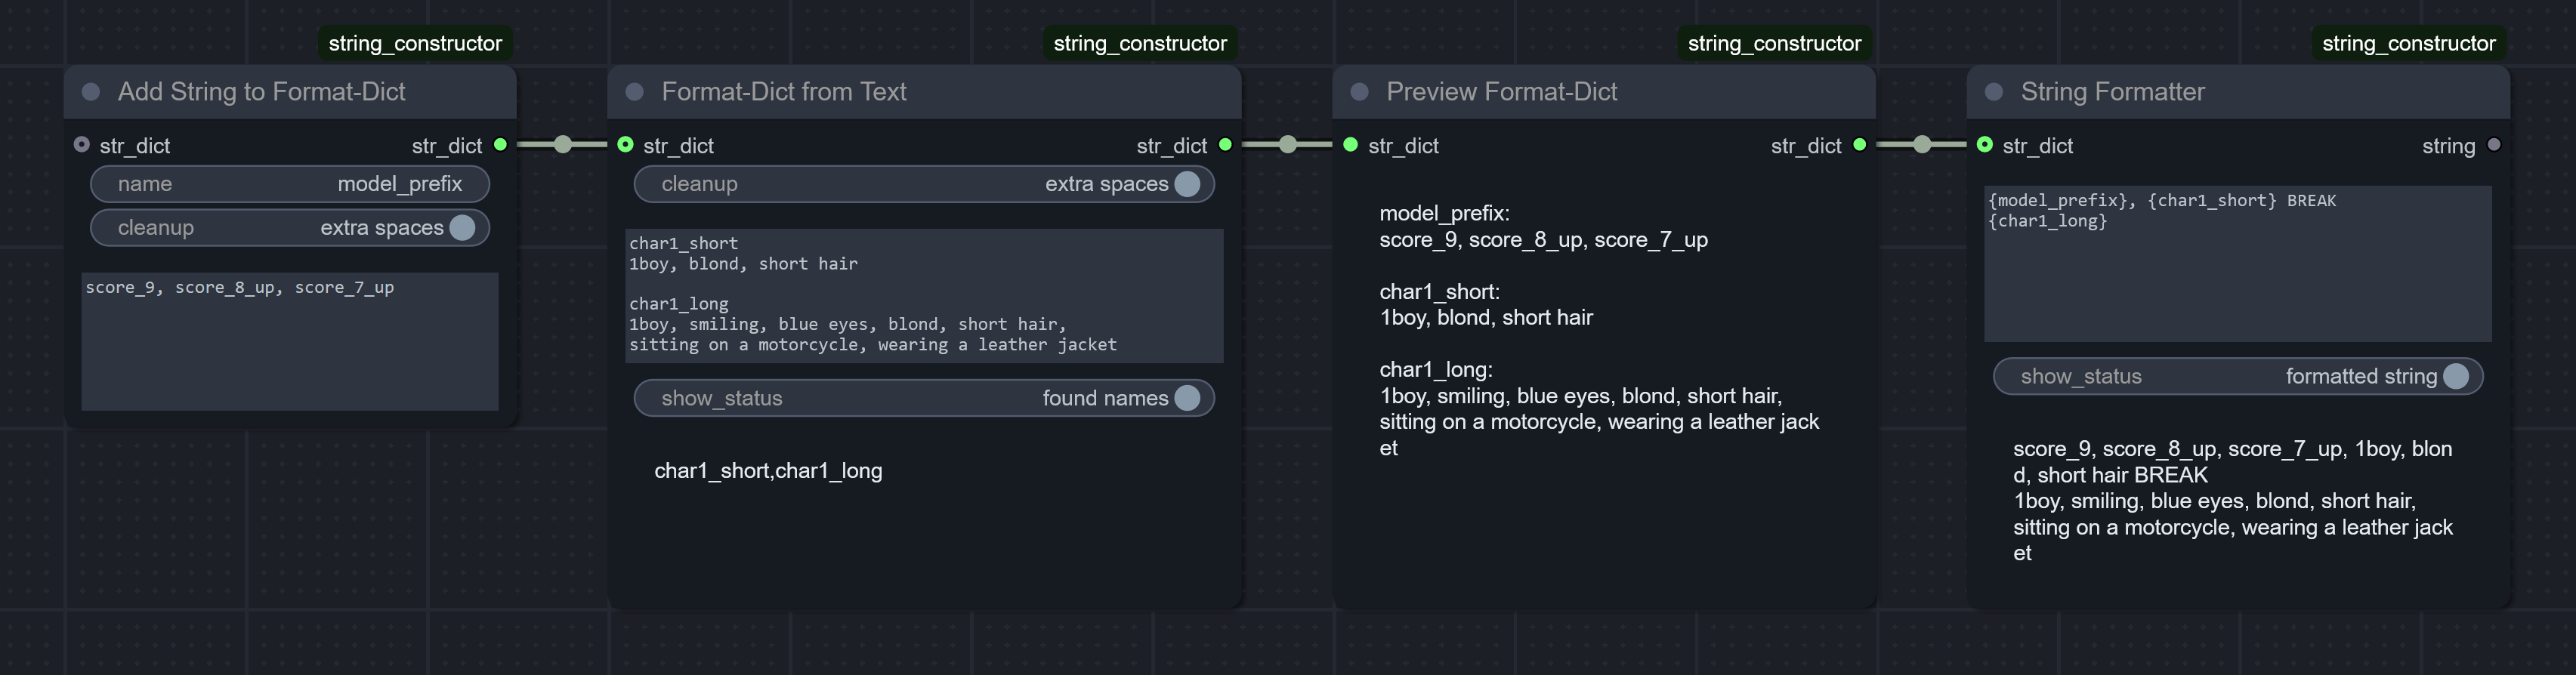 string_constructor
Add String to Format-Dict
str_dict str_dict
name model_prefix
cleanup extra spaces
score_9, score_8_up, score_7_up
string_constructor
Format-Dict from Text
str_dict str_dict
cleanup extra spaces
char1_short
1boy, blond, short hair

char1_long
1boy, smiling, blue eyes, blond, short hair,
sitting on a motorcycle, wearing a leather jacket
show_status found names
char1_short,char1_long
string_constructor
Preview Format-Dict
str_dict str_dict
model_prefix:
score_9, score_8_up, score_7_up

char1_short:
1boy, blond, short hair

char1_long:
1boy, smiling, blue eyes, blond, short hair,
sitting on a motorcycle, wearing a leather jack
et
string_constructor
String Formatter
str_dict string
{model_prefix}, {char1_short} BREAK
{char1_long}
show_status formatted string
score_9, score_8_up, score_7_up, 1boy, blon
d, short hair BREAK
1boy, smiling, blue eyes, blond, short hair,
sitting on a motorcycle, wearing a leather jack
et